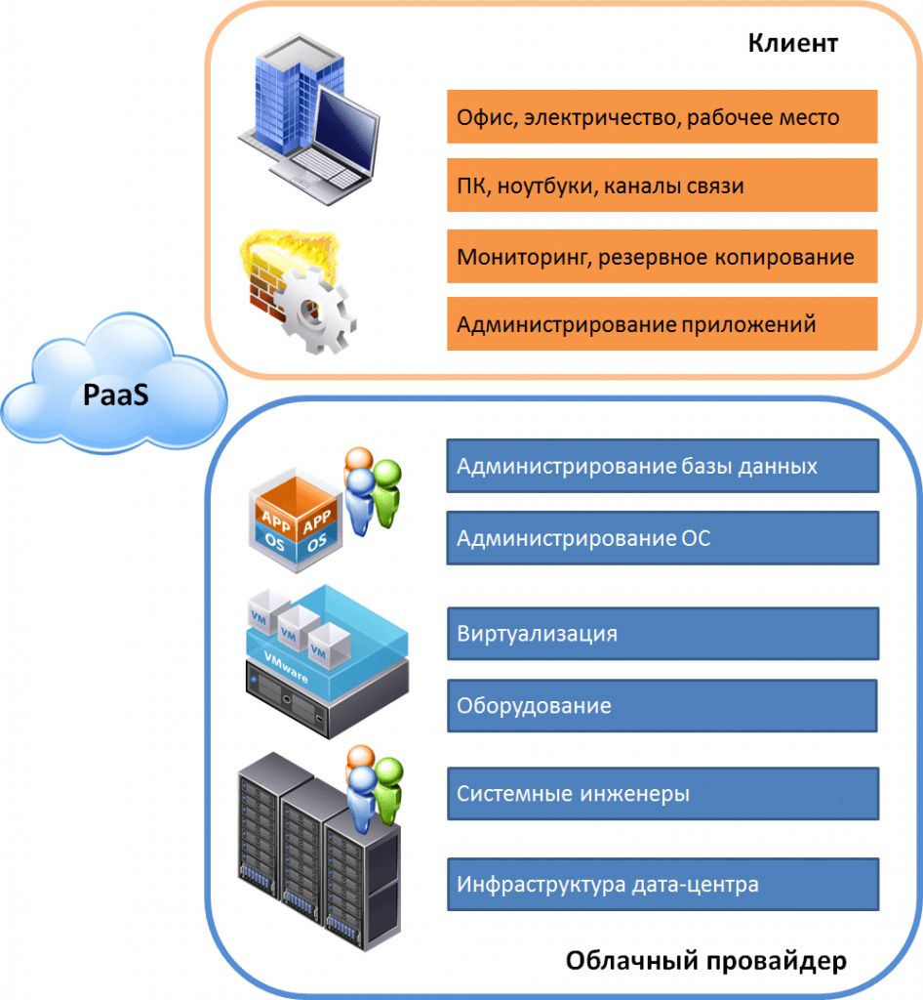 Клиент
Офис, электричество, рабочее место
ПК, ноутбуки, каналы связи
Мониторинг, резервное копирование
Администрирование приложений
PaaS
Администрирование базы данных
APP APP
OS OS
Администрирование ОС
VM
VM
VM
VMware
Виртуализация
Оборудование
Системные инженеры
Инфраструктура дата-центра
Облачный провайдер